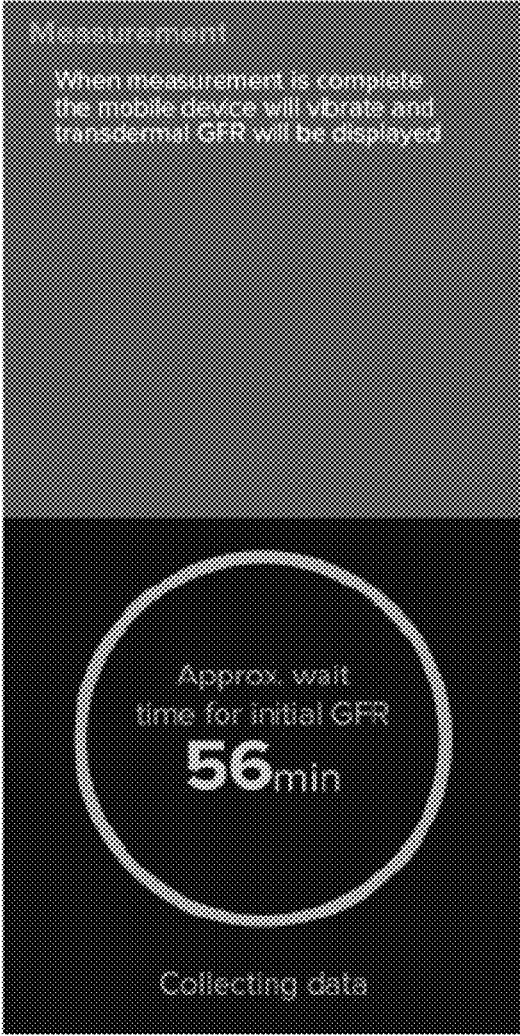 Measurement
When measurement is complete
the mobile device will vibrate and
transdermal GFR will be displayed
Approx. wait
time for initial GFR
56min
Collecting data